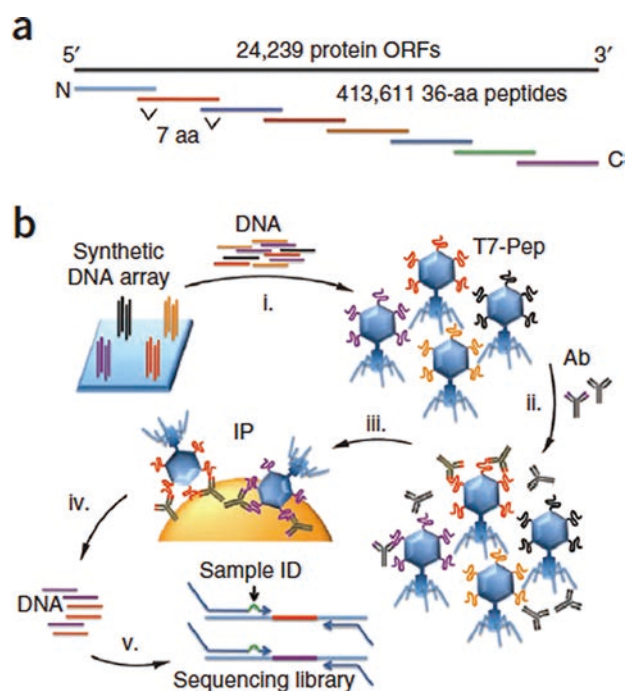 a
5′ 24,239 protein ORFs 3′
N 413,611 36-aa peptides
7 aa
C
b
DNA
Synthetic
DNA array
i.
T7-Pep
Ab
ii.
IP
iii.
iv.
Sample ID
DNA
v.
Sequencing library